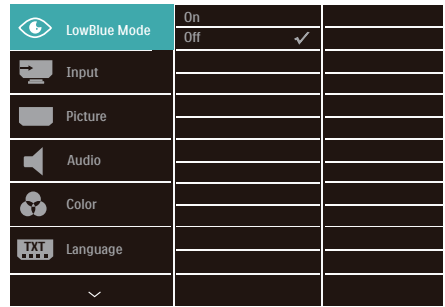 LowBlue Mode
On
Off
Input
Picture
Audio
Color
TXT
Language